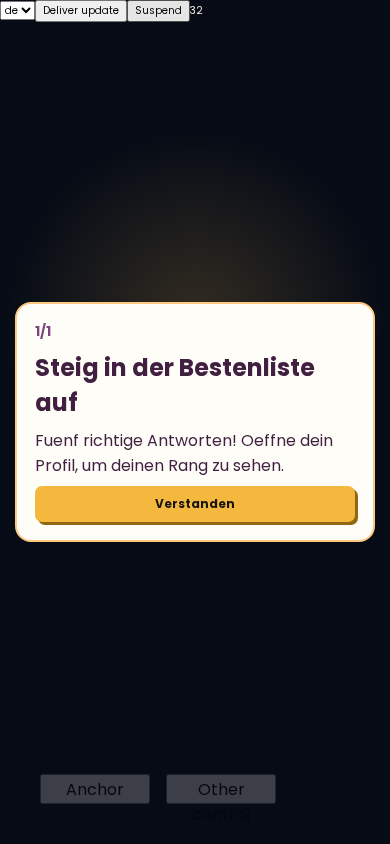 de Deliver update Suspend 32
1/1
Steig in der Bestenliste
auf
Fuenf richtige Antworten! Oeffne dein
Profil, um deinen Rang zu sehen.
Verstanden
Anchor Other
control